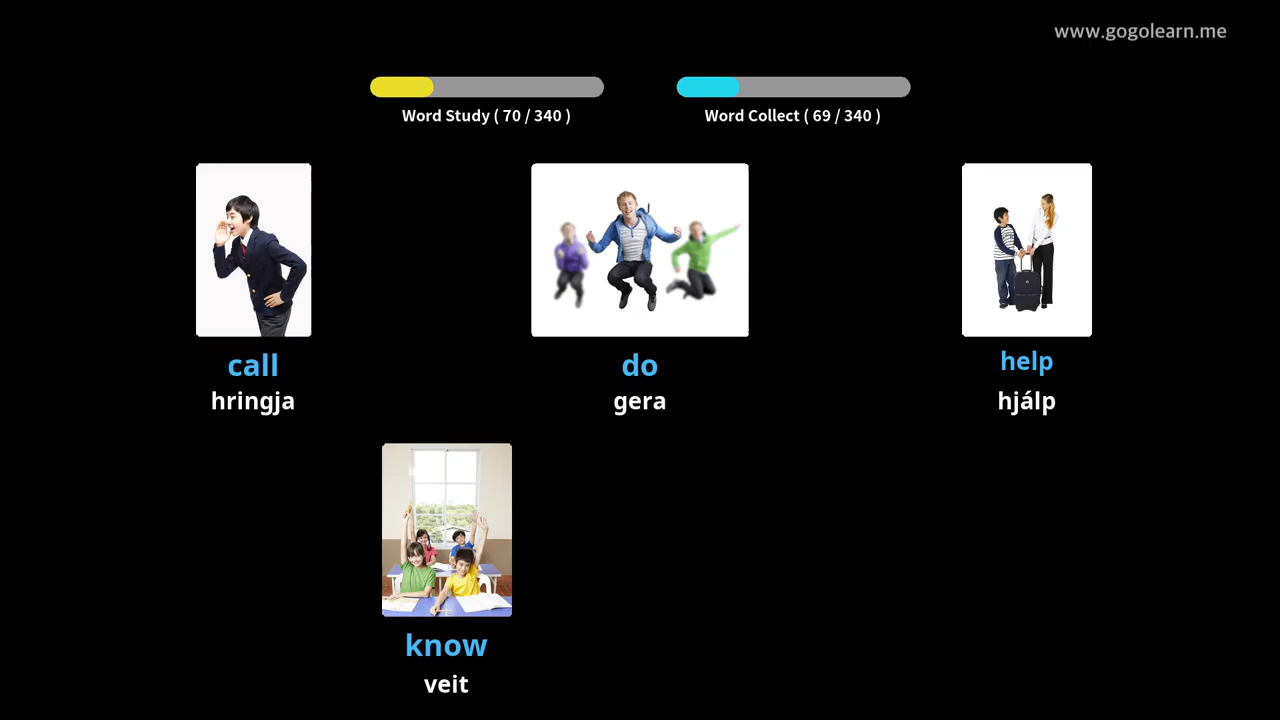 www.gogolearn.me
Word Study ( 70 / 340 )
Word Collect ( 69 / 340 )
call
hringja
do
gera
help
hjálp
know
veit